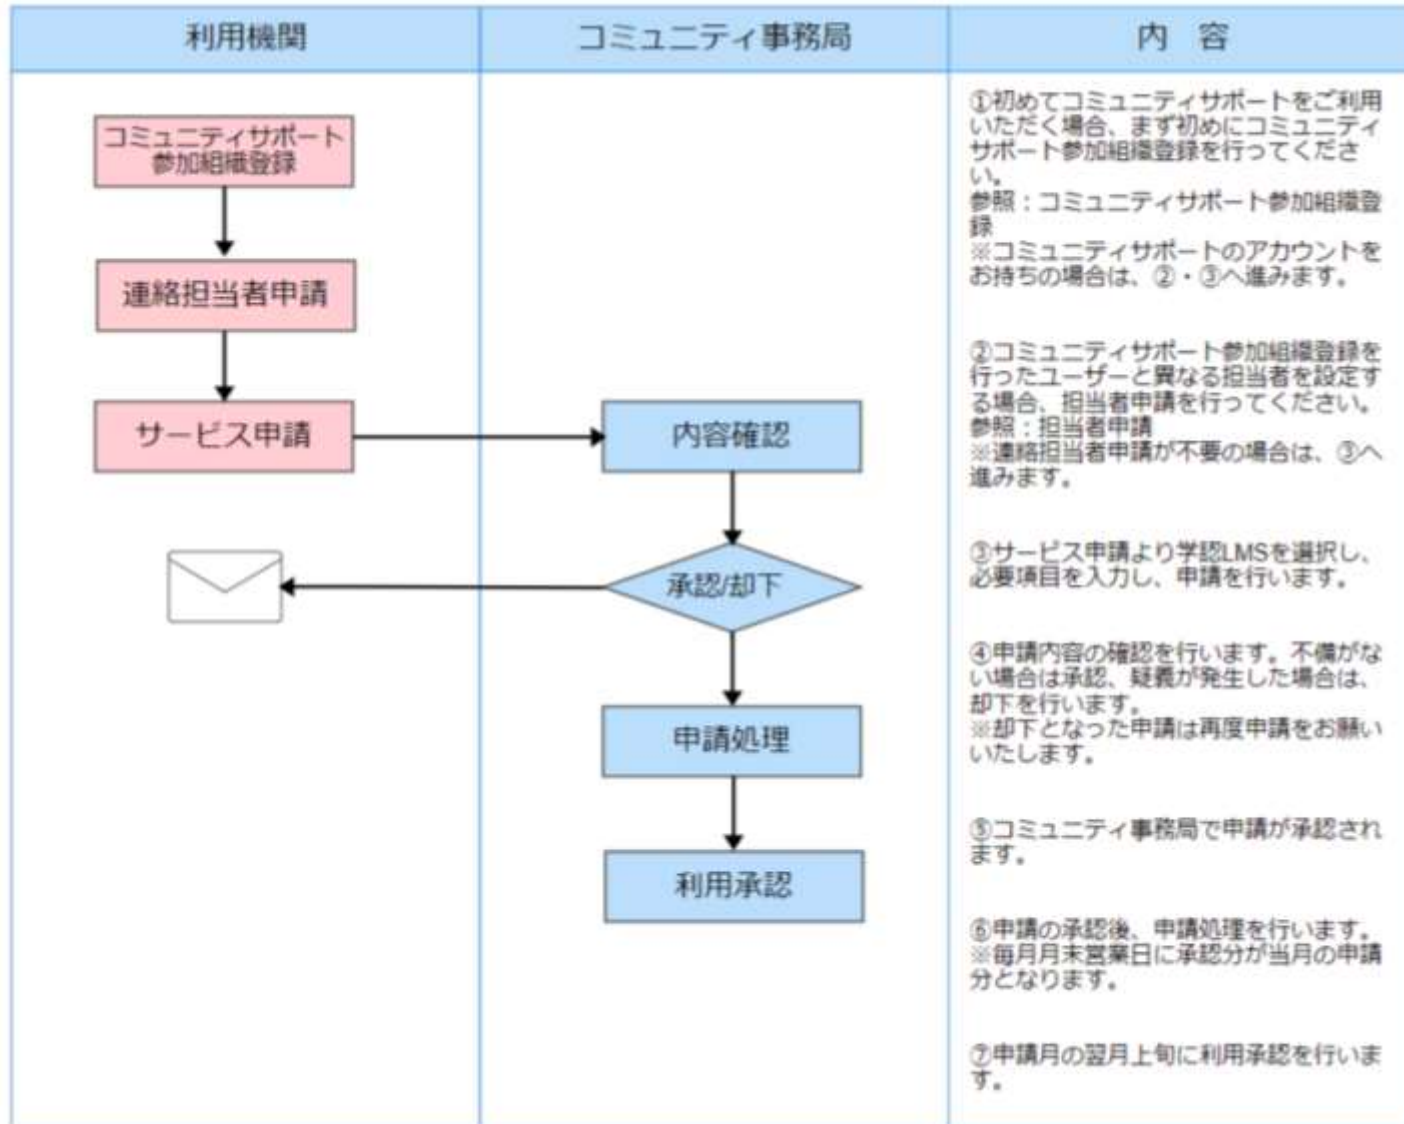 利用機関
コミュニティ事務局
内 容
コミュニティサポート
参加組織登録
連絡担当者申請
サービス申請
内容確認
承認/却下
申請処理
利用承認
①初めてコミュニティサポートをご利用
いただく場合、まず初めにコミュニティ
サポート参加組織登録を行ってくださ
い。
参照：コミュニティサポート参加組織登
録
※コミュニティサポートのアカウントを
お持ちの場合は、②・③へ進みます。
②コミュニティサポート参加組織登録を
行ったユーザーと異なる担当者を設定す
る場合、担当者申請を行ってください。
参照：担当者申請
※連絡担当者申請が不要の場合は、③へ
進みます。
③サービス申請より学認LMSを選択し、
必要項目を入力し、申請を行います。
④申請内容の確認を行います。不備がな
い場合は承認、疑義が発生した場合は、
却下を行います。
※却下となった申請は再度申請をお願い
いたします。
⑤コミュニティ事務局で申請が承認され
ます。
⑥申請の承認後、申請処理を行います。
※毎月月末営業日に承認分が当月の申請
分となります。
⑦申請月の翌月上旬に利用承認を行いま
す。